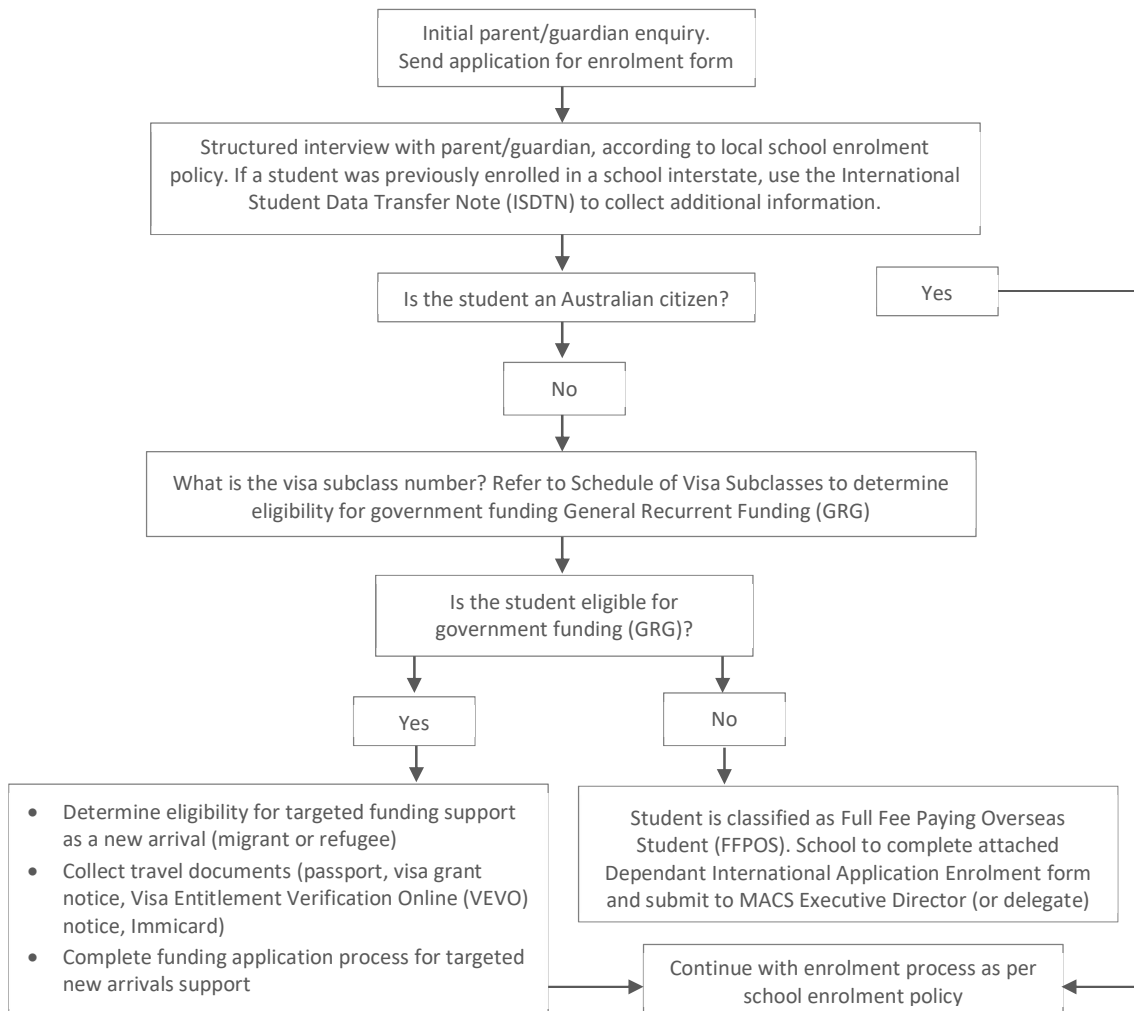 Initial parent/guardian enquiry.
Send application for enrolment form
Structured interview with parent/guardian, according to local school enrolment
policy. If a student was previously enrolled in a school interstate, use the International
Student Data Transfer Note (ISDTN) to collect additional information.
Is the student an Australian citizen?
Yes
No
What is the visa subclass number? Refer to Schedule of Visa Subclasses to determine
eligibility for government funding General Recurrent Funding (GRG)
Is the student eligible for
government funding (GRG)?
Yes
No
• Determine eligibility for targeted funding support
as a new arrival (migrant or refugee)
• Collect travel documents (passport, visa grant
notice, Visa Entitlement Verification Online (VEVO)
notice, Immicard)
• Complete funding application process for targeted
new arrivals support
Student is classified as Full Fee Paying Overseas
Student (FFPOS). School to complete attached
Dependant International Application Enrolment form
and submit to MACS Executive Director (or delegate)
Continue with enrolment process as per
school enrolment policy